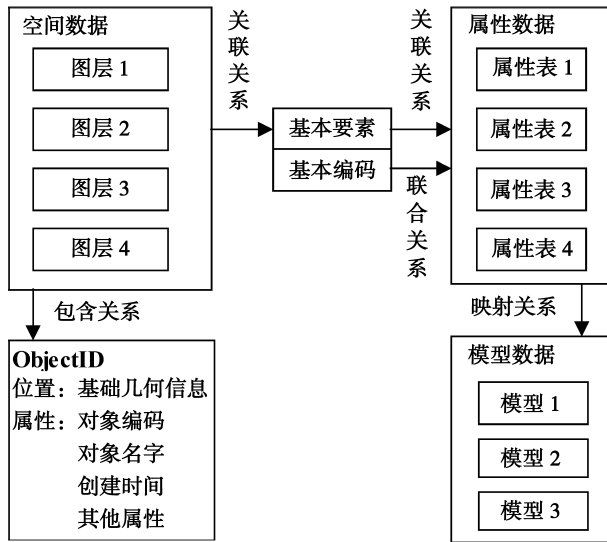 空间数据
图层 1
图层 2
图层 3
图层 4
关联关系
基本要素
基本编码
关联关系
联合关系
属性数据
属性表 1
属性表 2
属性表 3
属性表 4
包含关系
映射关系
ObjectID
位置：基础几何信息
属性：对象编码
对象名字
创建时间
其他属性
模型数据
模型 1
模型 2
模型 3